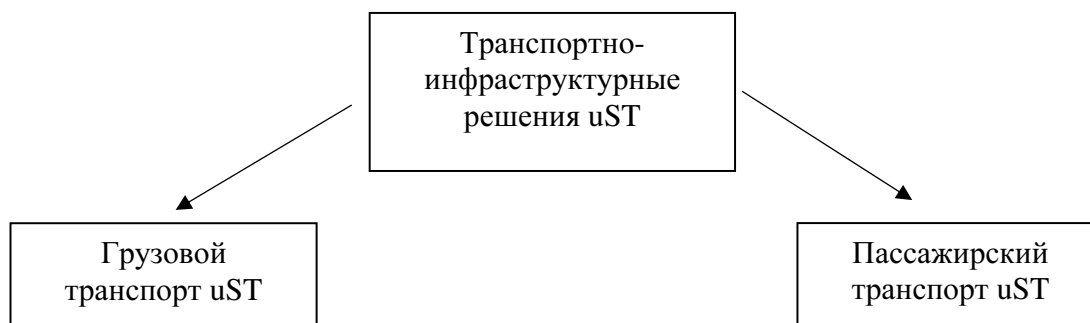 Транспортно-
инфраструктурные
решения uST
Грузовой
транспорт uST
Пассажирский
транспорт uST